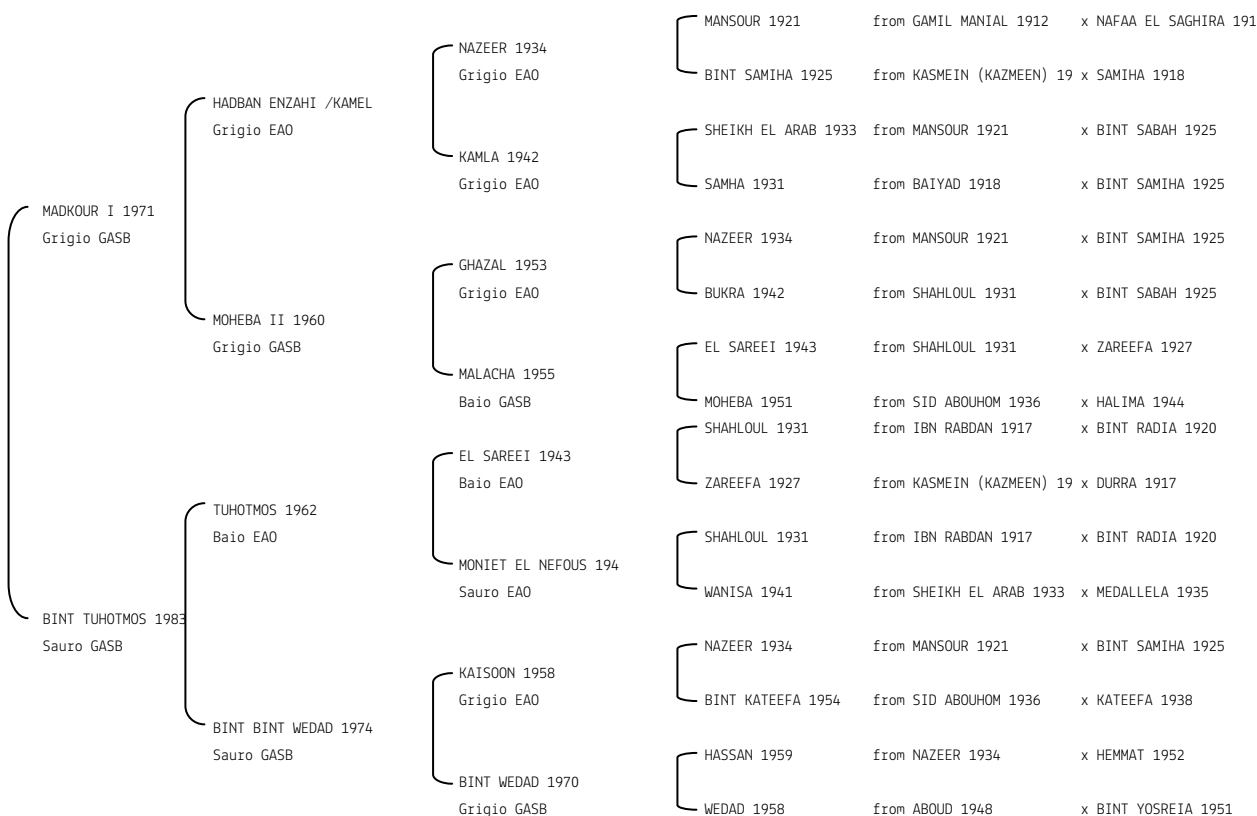 MANSOUR 1921 from GAMIL MANIAL 1912 x NAFAA EL SAGHIRA 191
NAZEER 1934
Grigio EAO
BINT SAMIHA 1925 from KASMEIN (KAZMEEN) 19 x SAMIHA 1918
HADBAN ENZAHI /KAMEL
Grigio EAO
SHEIKH EL ARAB 1933 from MANSOUR 1921 x BINT SABAH 1925
KAMLA 1942
Grigio EAO
SAMHA 1931 from BAIYAD 1918 x BINT SAMIHA 1925
MADKOUR I 1971
Grigio GASB
NAZEER 1934 from MANSOUR 1921 x BINT SAMIHA 1925
GHAZAL 1953
Grigio EAO
BUKRA 1942 from SHAHLOUL 1931 x BINT SABAH 1925
MOHEBA II 1960
Grigio GASB
EL SAREEI 1943 from SHAHLOUL 1931 x ZAREEFA 1927
MALACHA 1955
Baio GASB
MOHEBA 1951 from SID ABOUHOM 1936 x HALIMA 1944
SHAHLOUL 1931 from IBN RABDAN 1917 x BINT RADIA 1920
EL SAREEI 1943
Baio EAO
ZAREEFA 1927 from KASMEIN (KAZMEEN) 19 x DURRA 1917
TUHOTMOS 1962
Baio EAO
SHAHLOUL 1931 from IBN RABDAN 1917 x BINT RADIA 1920
MONIET EL NEFOUS 194
Sauro EAO
WANISA 1941 from SHEIKH EL ARAB 1933 x MEDALLELA 1935
BINT TUHOTMOS 1983
Sauro GASB
NAZEER 1934 from MANSOUR 1921 x BINT SAMIHA 1925
KAISOON 1958
Grigio EAO
BINT KATEEFA 1954 from SID ABOUHOM 1936 x KATEEFA 1938
BINT BINT WEDAD 1974
Sauro GASB
HASSAN 1959 from NAZEER 1934 x HEMMAT 1952
BINT WEDAD 1970
Grigio GASB
WEDAD 1958 from ABOUD 1948 x BINT YOSREIA 1951